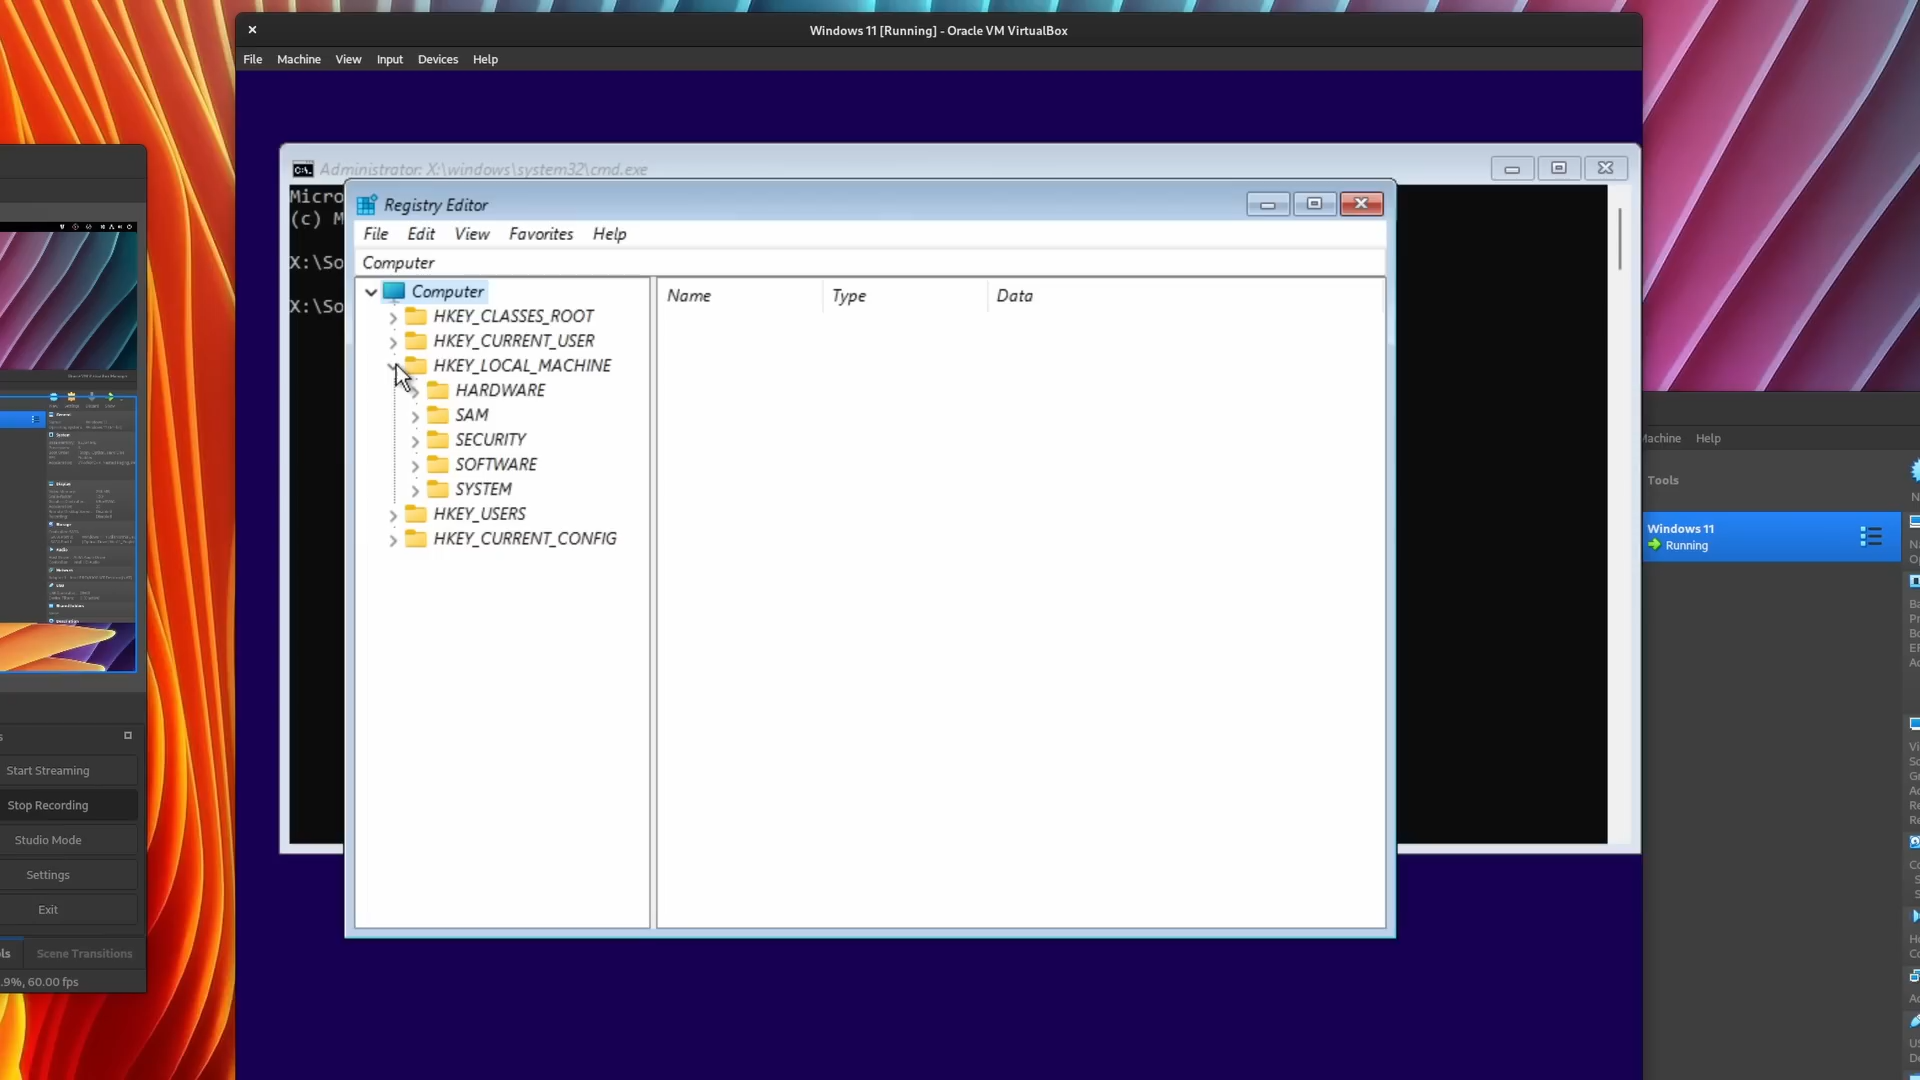 Windows 11 [Running] - Oracle VM VirtualBox
File Machine View Input Devices Help
Administrator: X:\windows\system32\cmd.exe
Micro
(c) M
X:\So
X:\So
Registry Editor
File Edit View Favorites Help
Computer
Computer
HKEY_CLASSES_ROOT
HKEY_CURRENT_USER
HKEY_LOCAL_MACHINE
HARDWARE
SAM
SECURITY
SOFTWARE
SYSTEM
HKEY_USERS
HKEY_CURRENT_CONFIG
Name Type Data
Start Streaming
Stop Recording
Studio Mode
Settings
Exit
Scene Transitions
.9%, 60.00 fps
Machine Help
Tools
Windows 11
Running